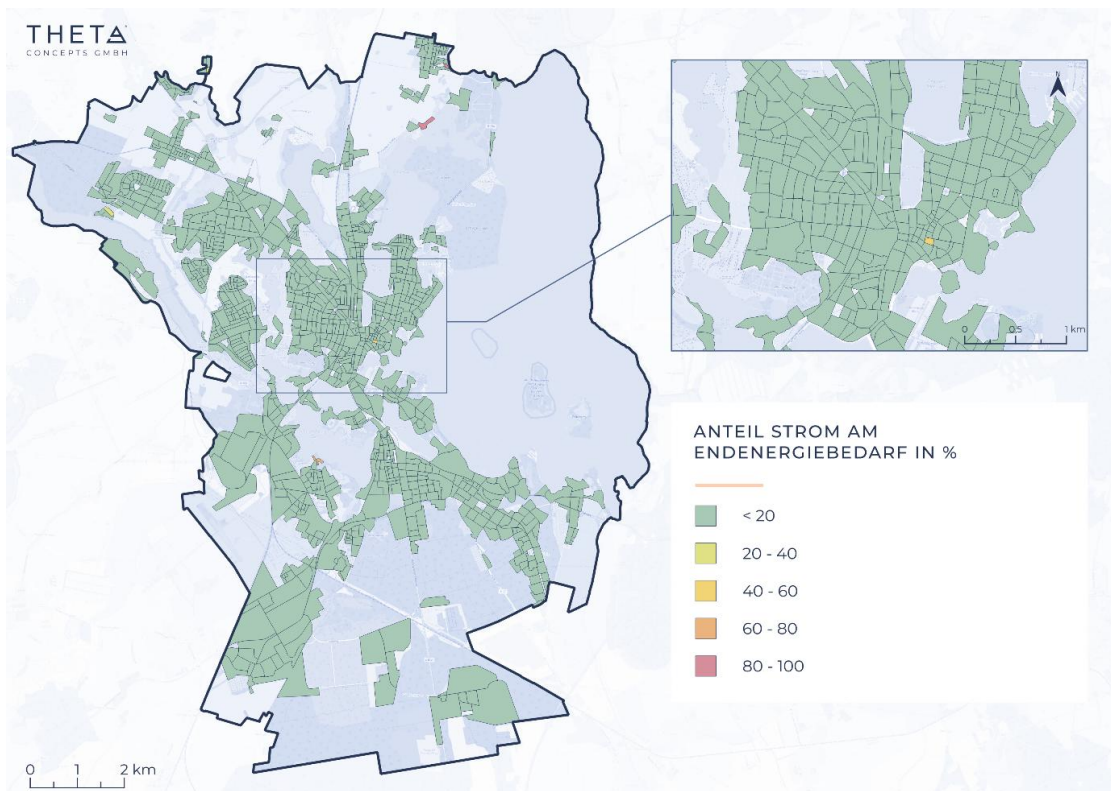 THETA
CONCEPTS GMBH
N
0 0.5 1 km
ANTEIL STROM AM
ENDENERGIEBEDARF IN %
< 20
20 - 40
40 - 60
60 - 80
80 - 100
0 1 2 km